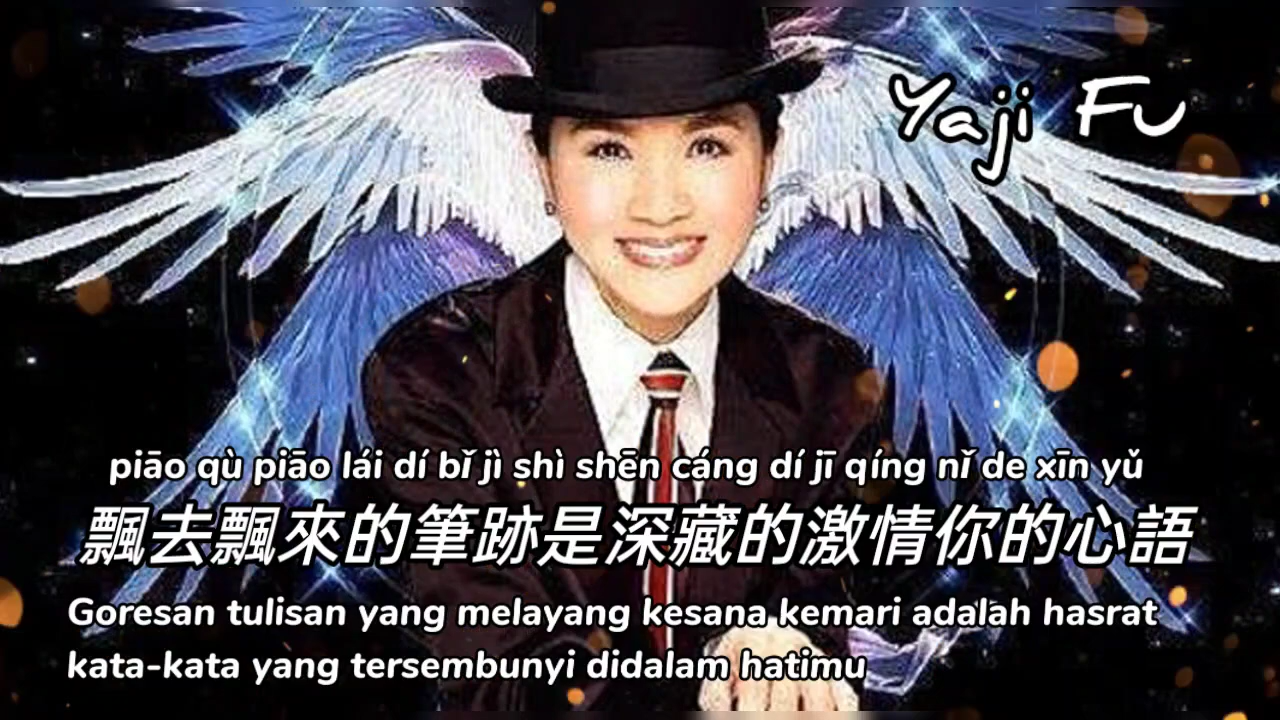 Yaji Fu
piāo qù piāo lái dí bǐ jì shì shēn cáng dí jī qíng nǐ de xīn yǔ
飄去飄來的筆跡是深藏的激情你的心語
Goresan tulisan yang melayang kesana kemari adalah hasrat
kata-kata yang tersembunyi didalam hatimu